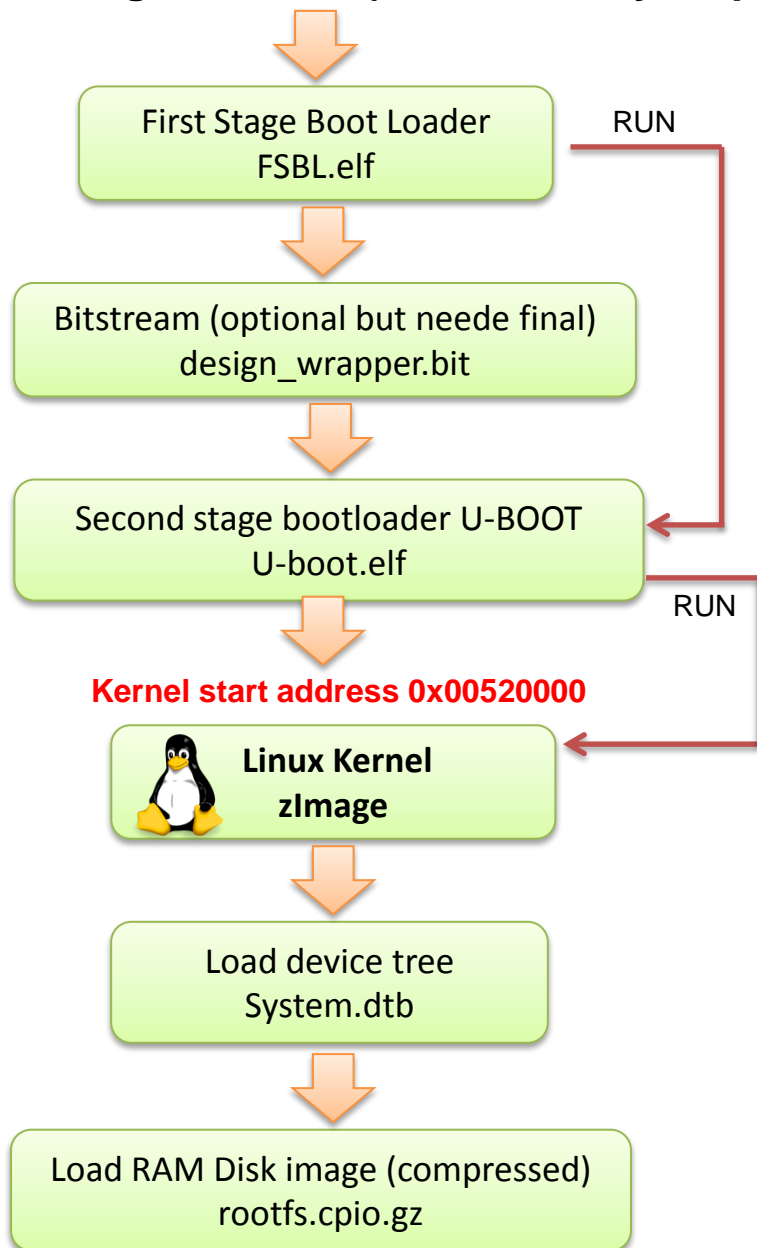 First Stage Boot Loader
RUN
FSBL.elf
Bitstream (optional but neede final)
design_wrapper.bit
Second stage bootloader U-BOOT
U-boot.elf
RUN
Kernel start address 0x00520000
Linux Kernel
zImage
Load device tree
System.dtb
Load RAM Disk image (compressed)
rootfs.cpio.gz